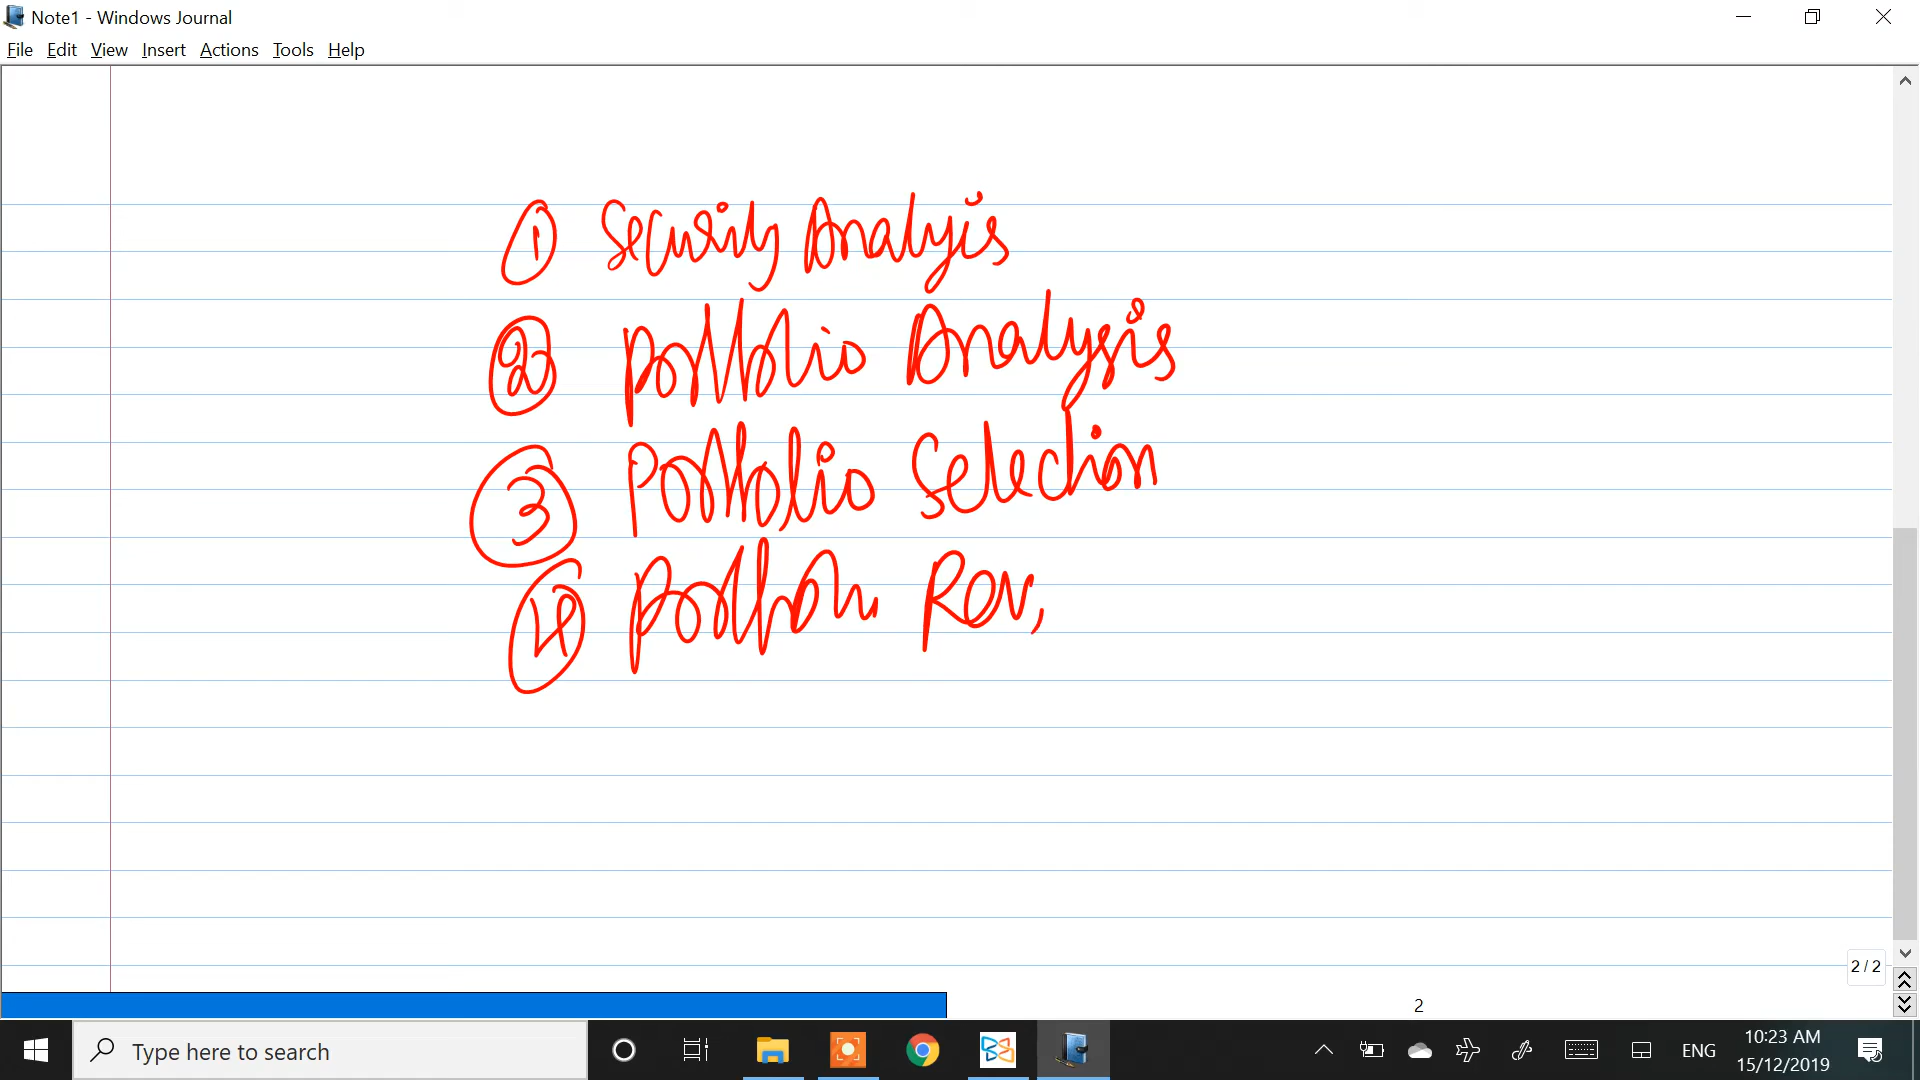 Note1 - Windows Journal
File Edit View Insert Actions Tools Help
① Security Analysis
② Portfolio Analysis
③ Portfolio Selection
④ Rev
2 / 2
2
Type here to search
ENG
10:23 AM
15/12/2019